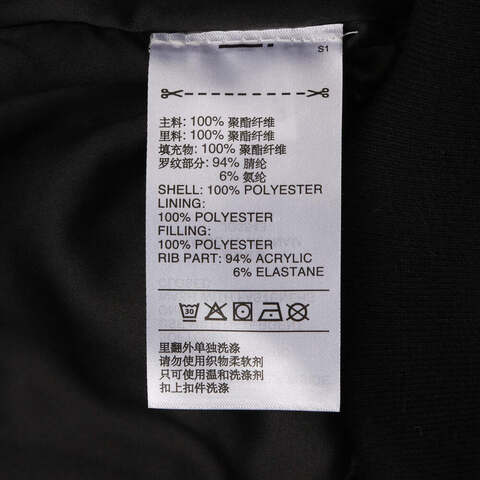 S1
主料: 100% 聚酯纤维
里料: 100% 聚酯纤维
填充物: 100% 聚酯纤维
罗纹部分: 94% 腈纶
6% 氨纶
SHELL: 100% POLYESTER
LINING:
100% POLYESTER
FILLING:
100% POLYESTER
RIB PART: 94% ACRYLIC
6% ELASTANE
30
里翻外单独洗涤
请勿使用织物柔软剂
只可使用温和洗涤剂
扣上扣件洗涤